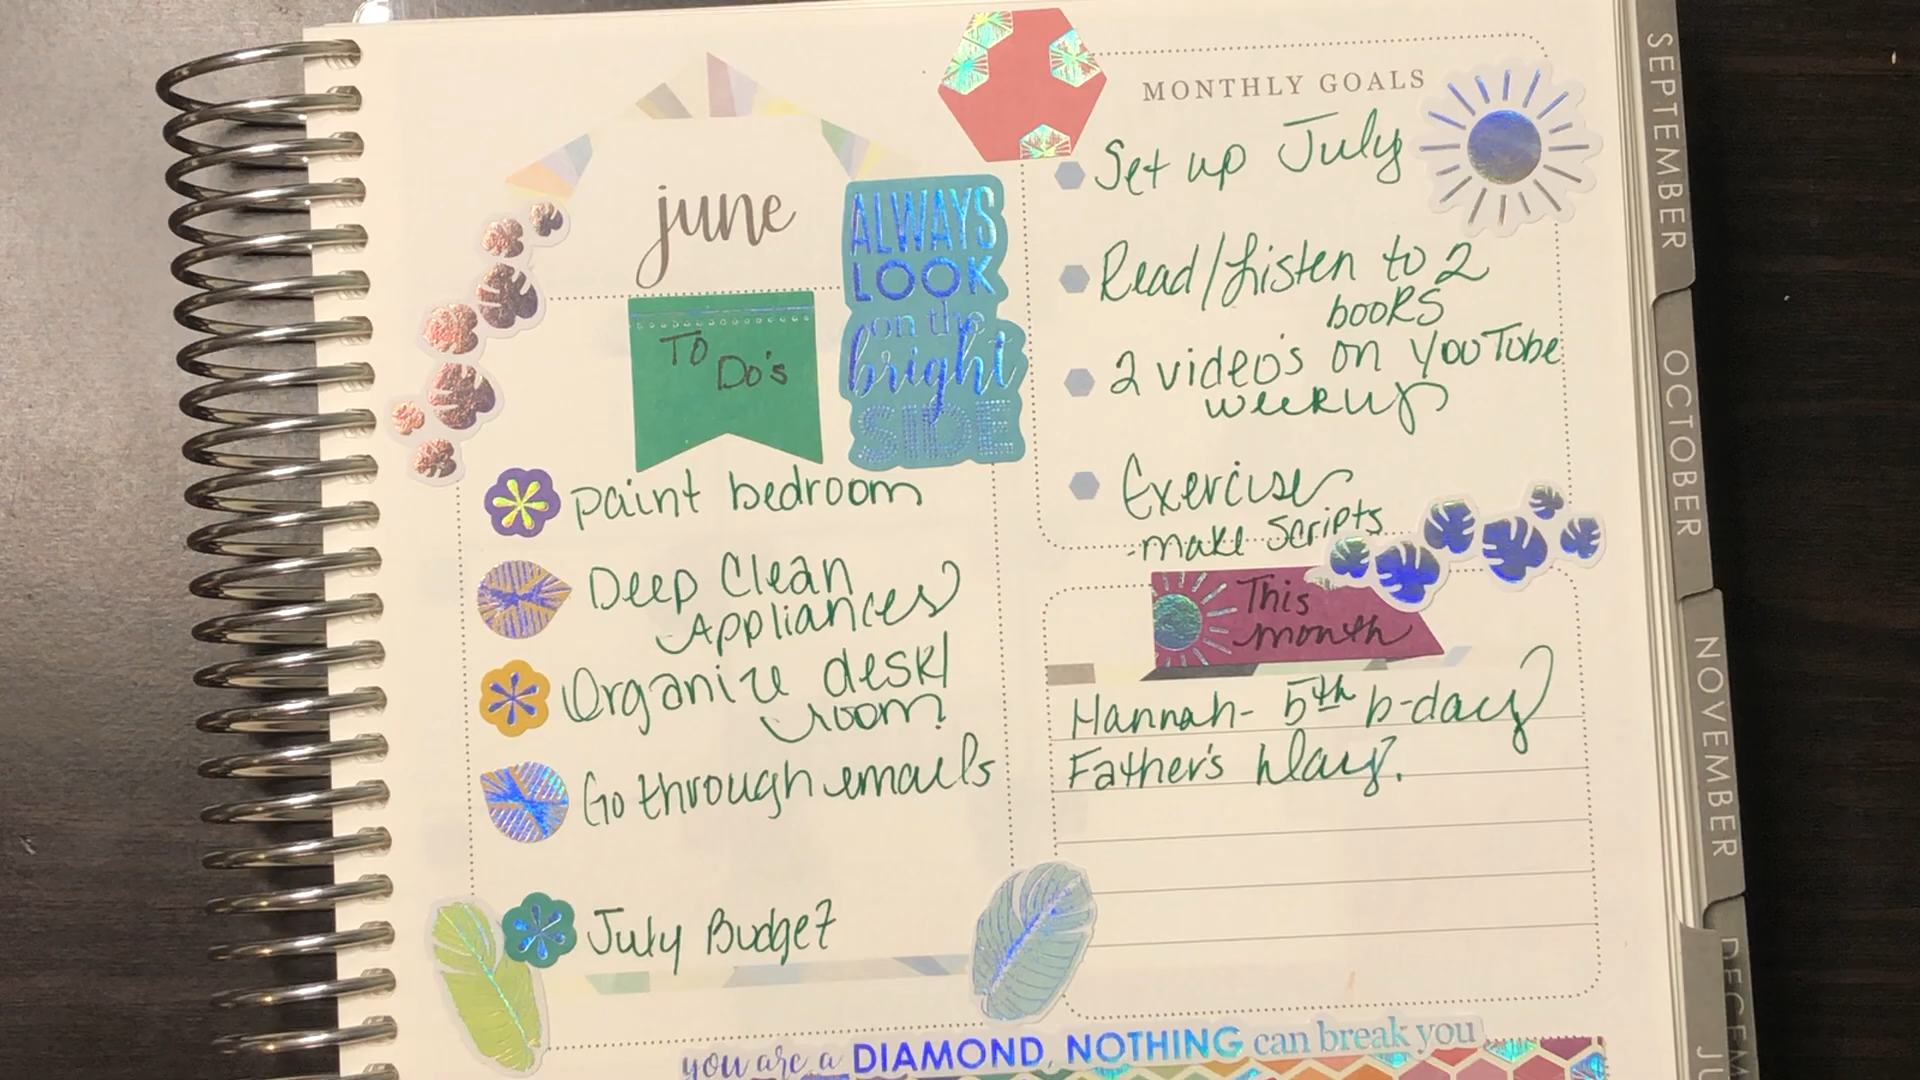 june
ALWAYS
LOOK
on the
bright
SIDE
To
Do's
paint bedroom
Deep Clean
Appliances
Organize desk/
room
Go through emails
July Budget
MONTHLY GOALS
Set up July
Read/Listen to 2
books
2 video's on YouTube
weekly
Exercise
-make scripts
This
month
Hannah- 5th b-day
Father's Day.
you are a DIAMOND, NOTHING can break you
SEPTEMBER
OCTOBER
NOVEMBER
DECEM
JU